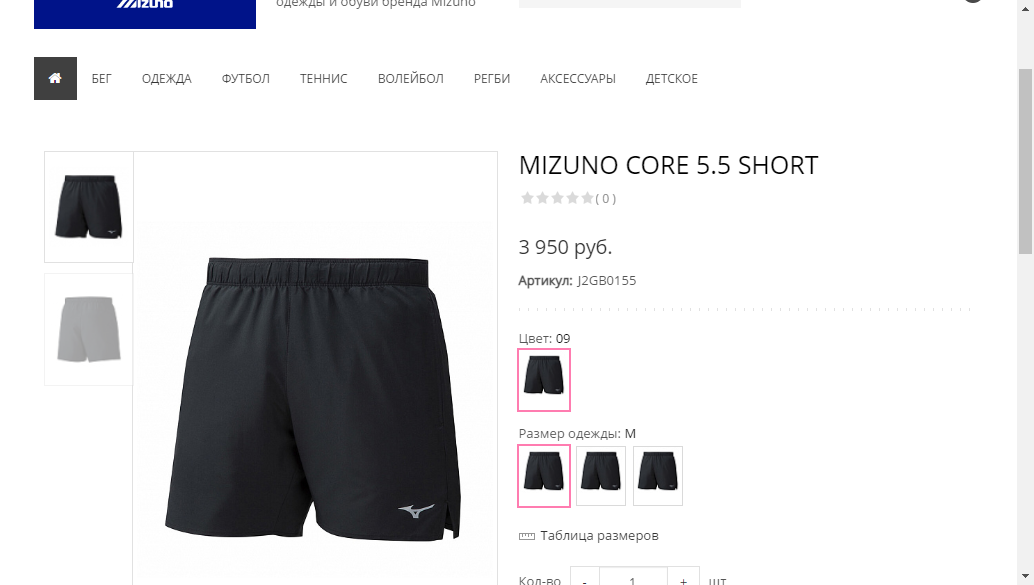 Mizuno
одежды и обуви бренда Mizuno
БЕГ ОДЕЖДА ФУТБОЛ ТЕННИС ВОЛЕЙБОЛ РЕГБИ АКСЕССУАРЫ ДЕТСКОЕ
MIZUNO CORE 5.5 SHORT
( 0 )
3 950 руб.
Артикул: J2GB0155
Цвет: 09
Размер одежды: M
Таблица размеров
Кол-во - 1 + шт